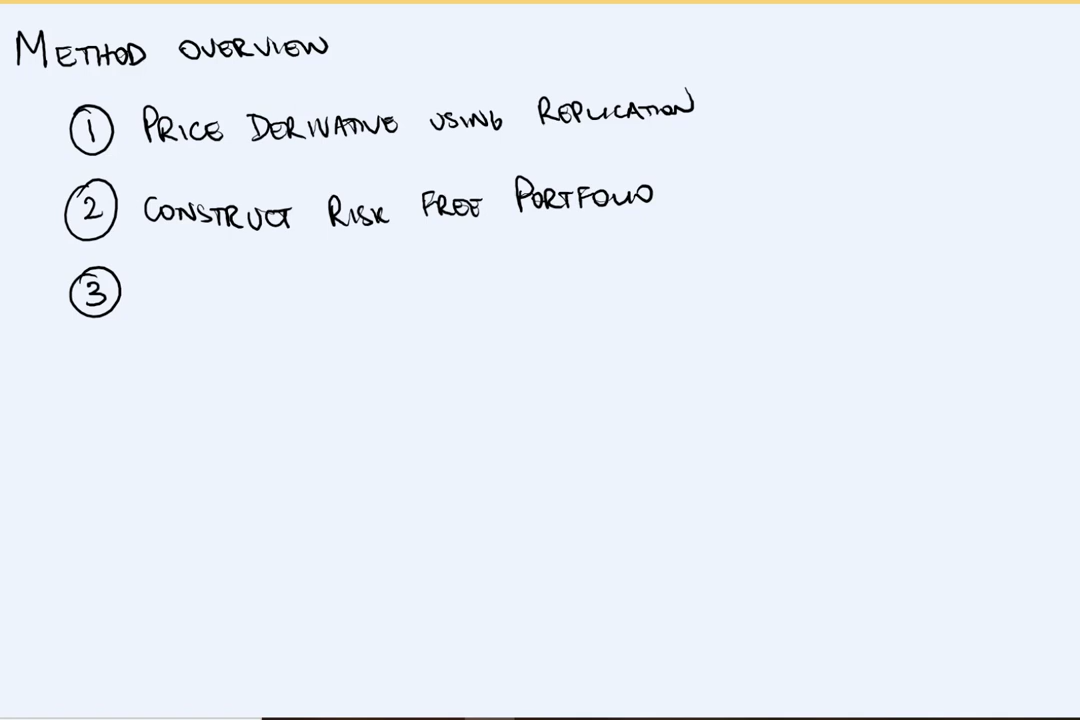 METHOD OVERVIEW
1 PRICE DERIVATIVE USING REPLICATION
2 CONSTRUCT RISK FREE PORTFOLIO
3